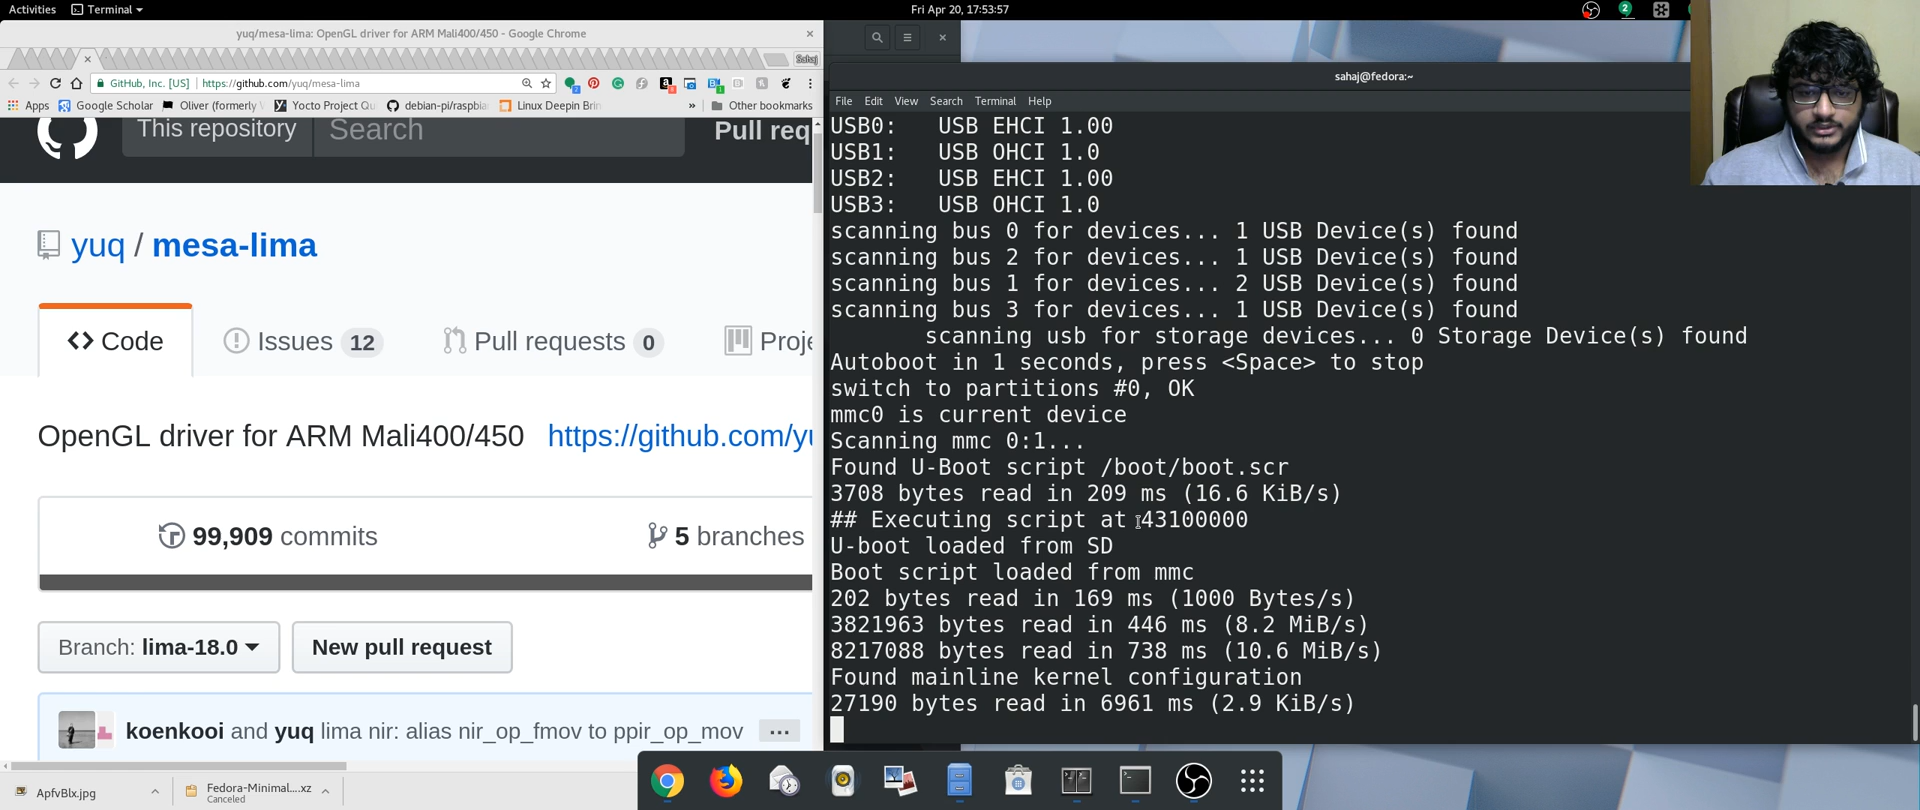 Activities Terminal Fri Apr 20, 17:53:57 2
yuq/mesa-lima: OpenGL driver for ARM Mali400/450 - Google Chrome
Sahaj
GitHub, Inc. [US] https://github.com/yuq/mesa-lima
Apps Google Scholar Oliver (formerly Yocto Project Qu debian-pi/raspbia Linux Deepin Brin » Other bookmarks
This repository Search Pull req
yuq / mesa-lima
Code Issues 12 Pull requests 0 Proje
OpenGL driver for ARM Mali400/450 https://github.com/yu
99,909 commits 5 branches
Branch: lima-18.0 New pull request
koenkooi and yuq lima nir: alias nir_op_fmov to ppir_op_mov ...
ApfvBlx.jpg
Fedora-Minimal....xz
Canceled
sahaj@fedora:~
File Edit View Search Terminal Help
USB0: USB EHCI 1.00
USB1: USB OHCI 1.0
USB2: USB EHCI 1.00
USB3: USB OHCI 1.0
scanning bus 0 for devices... 1 USB Device(s) found
scanning bus 2 for devices... 1 USB Device(s) found
scanning bus 1 for devices... 2 USB Device(s) found
scanning bus 3 for devices... 1 USB Device(s) found
scanning usb for storage devices... 0 Storage Device(s) found
Autoboot in 1 seconds, press <Space> to stop
switch to partitions #0, OK
mmc0 is current device
Scanning mmc 0:1...
Found U-Boot script /boot/boot.scr
3708 bytes read in 209 ms (16.6 KiB/s)
## Executing script at 43100000
U-boot loaded from SD
Boot script loaded from mmc
202 bytes read in 169 ms (1000 Bytes/s)
3821963 bytes read in 446 ms (8.2 MiB/s)
8217088 bytes read in 738 ms (10.6 MiB/s)
Found mainline kernel configuration
27190 bytes read in 6961 ms (2.9 KiB/s)